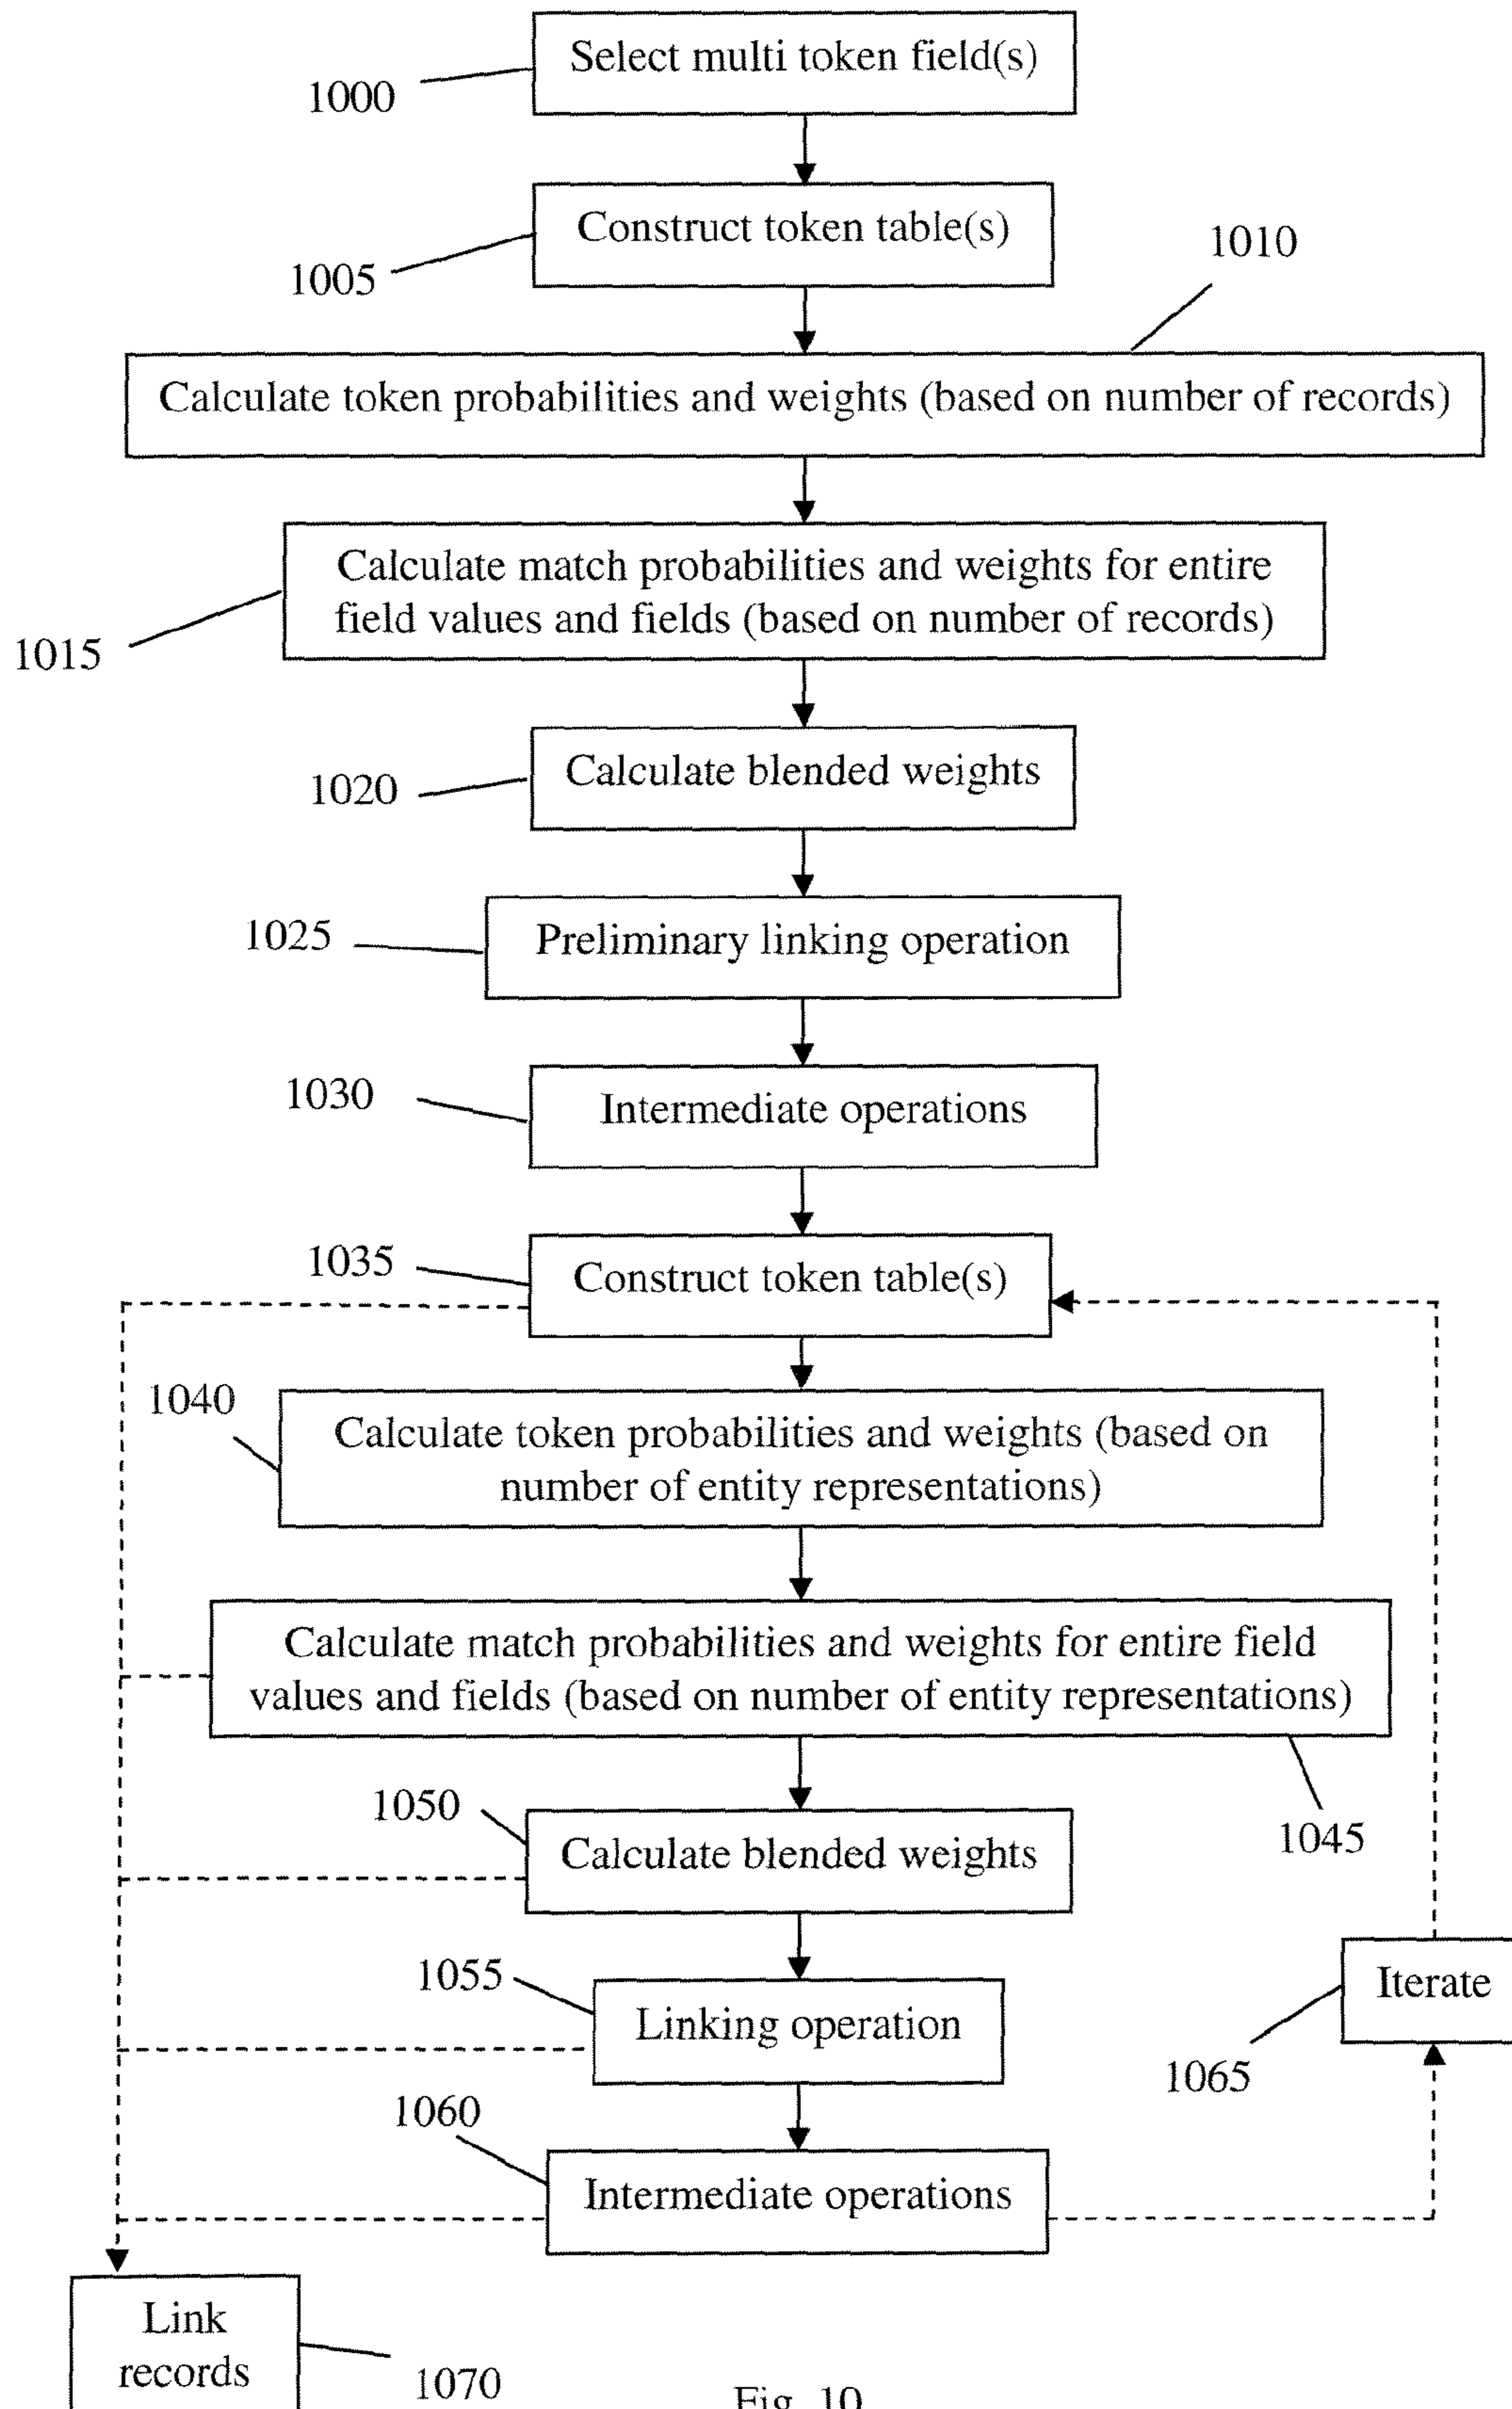 Select multi token field(s)
1000
Construct token table(s)
1005
1010
Calculate token probabilities and weights (based on number of records)
Calculate match probabilities and weights for entire
field values and fields (based on number of records)
1015
Calculate blended weights
1020
Preliminary linking operation
1025
Intermediate operations
1030
Construct token table(s)
1035
1040
Calculate token probabilities and weights (based on
number of entity representations)
Calculate match probabilities and weights for entire field
values and fields (based on number of entity representations)
1045
1050
Calculate blended weights
1055
Linking operation
Iterate
1065
1060
Intermediate operations
Link
records
1070
Fig. 10